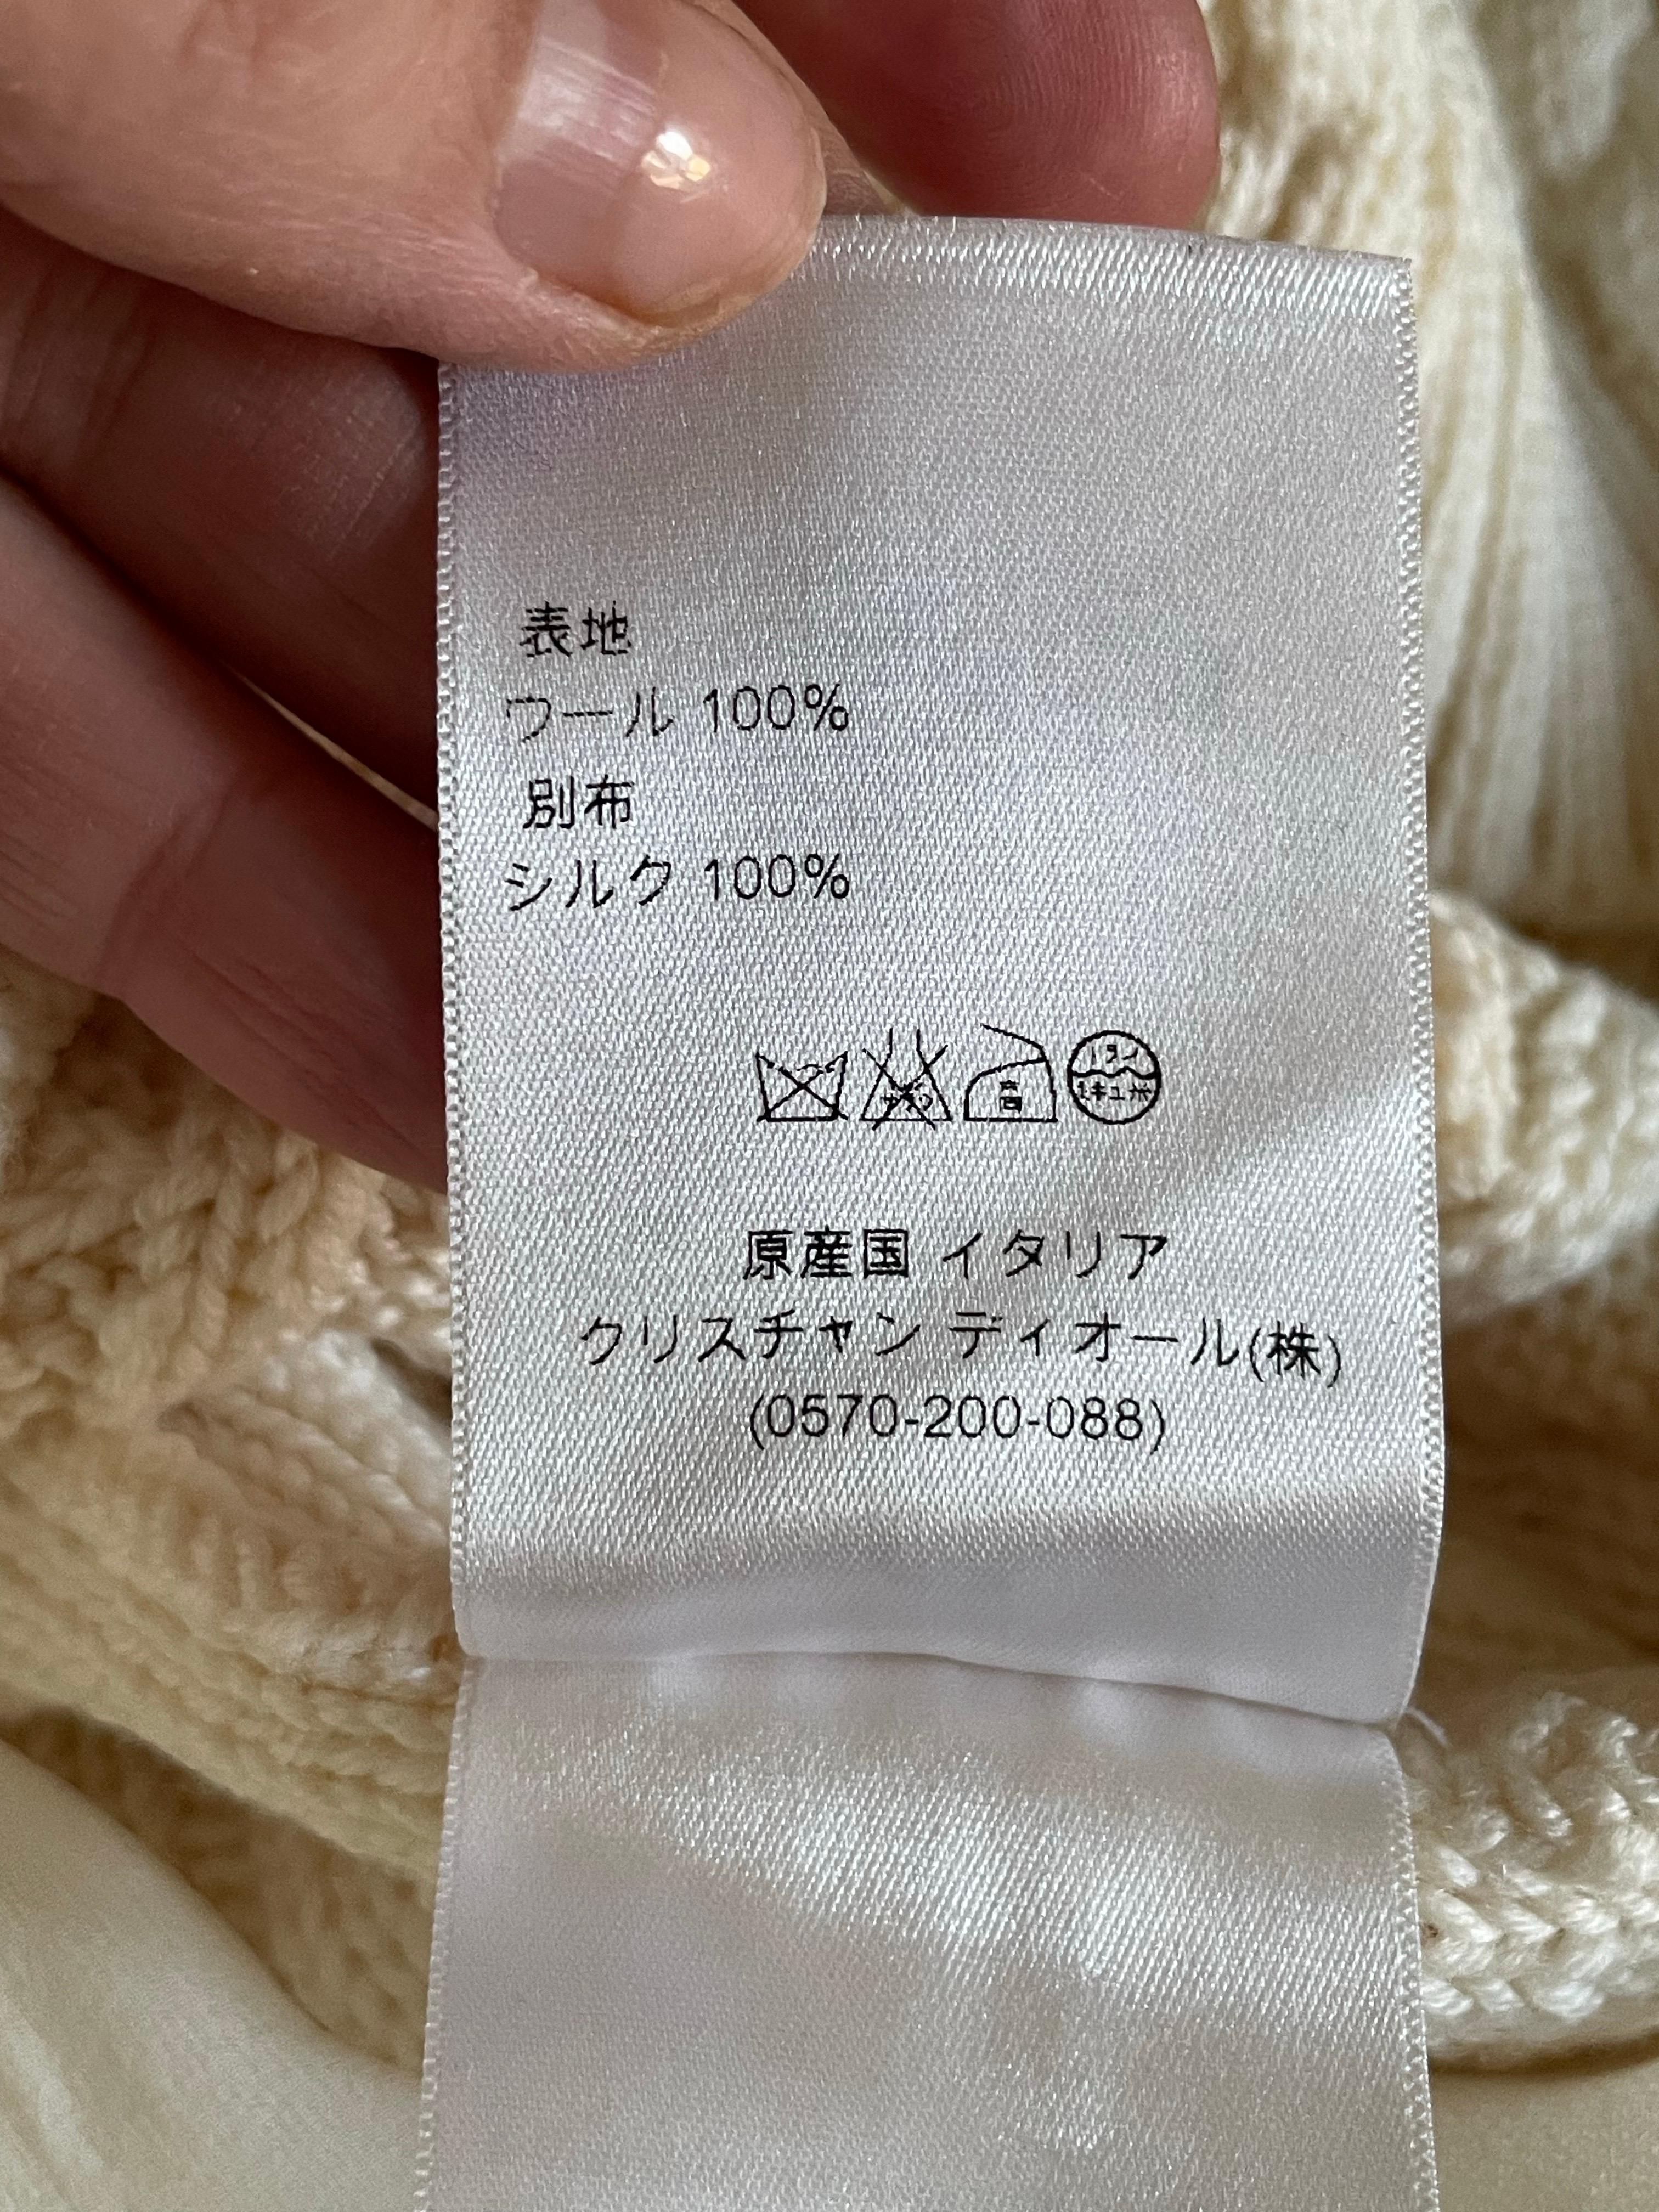 表地
ウール 100%
別布
シルク 100%
高
原産国 イタリア
クリスチャン ディオール(株)
(0570-200-088)